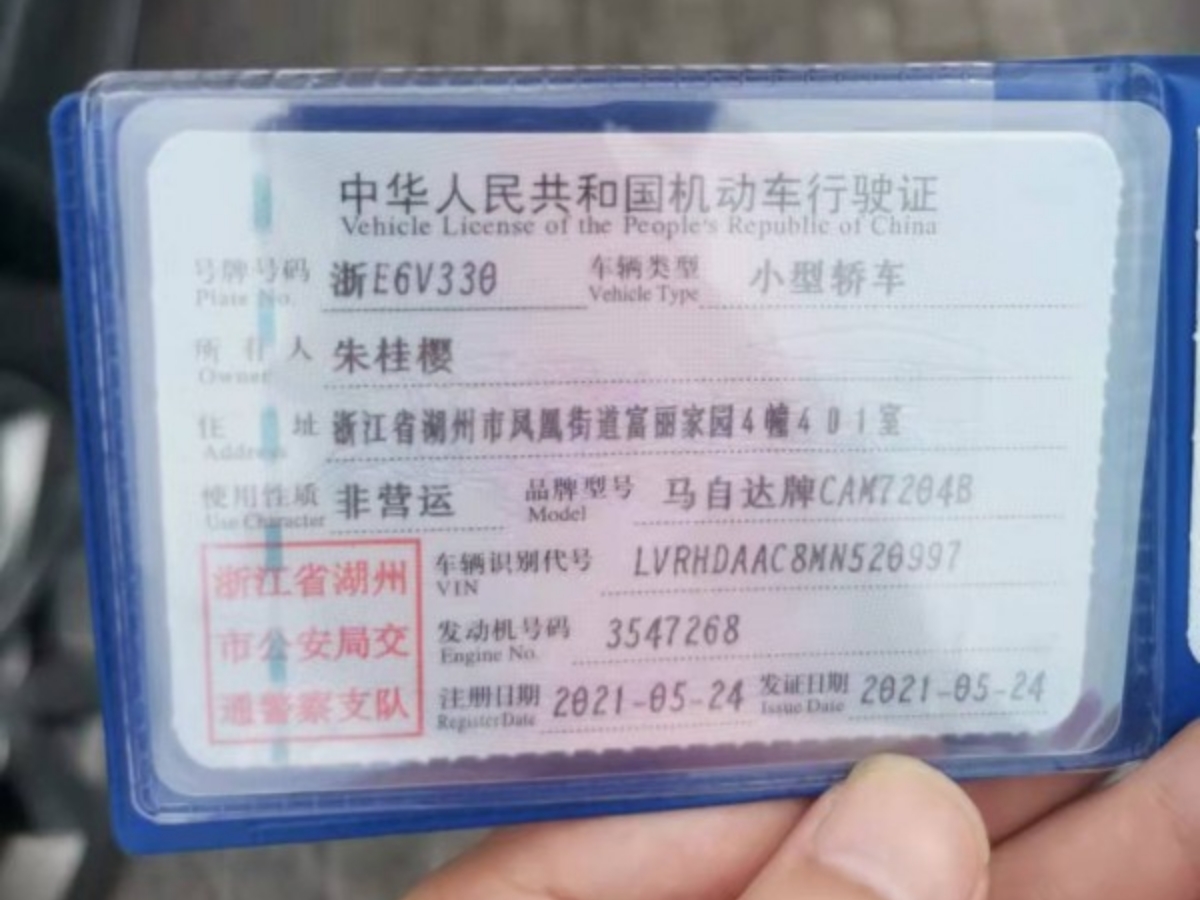 中华人民共和国机动车行驶证
Vehicle License of the People's Republic of China
号牌号码 浙E6V330 车辆类型 小型轿车
Plate No. Vehicle Type
所有人 朱桂樱
Owner
住址 浙江省湖州市凤凰街道富丽家园4幢401室
Address
使用性质 非营运 品牌型号 马自达牌CAM7204B
Use Character Model
浙江省湖州
市公安局交
通警察支队
车辆识别代号 LVRHDAAC8MN520997
VIN
发动机号码 3547268
Engine No.
注册日期 2021-05-24 发证日期 2021-05-24
Register Date Issue Date